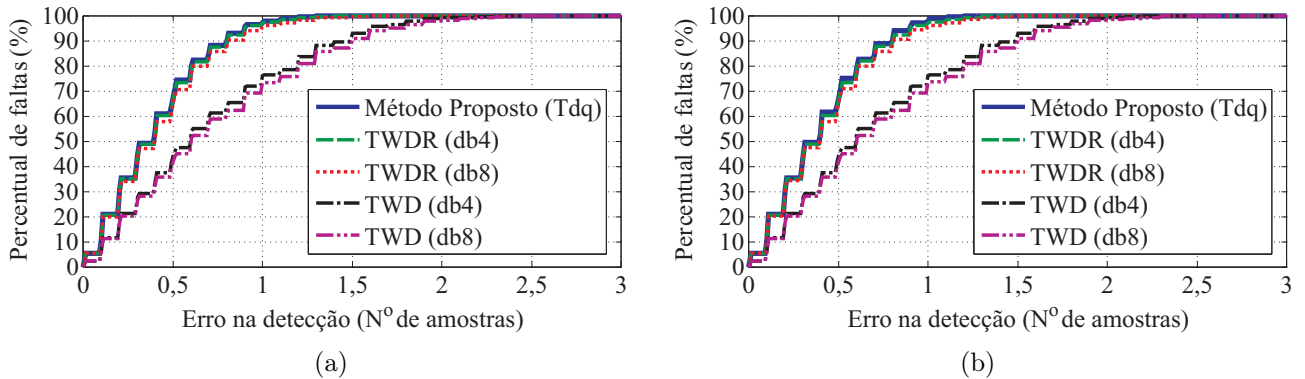 Percentual de faltas (%)
100
90
80
70
60
50
40
30
20
10
0
0 0,5 1 1,5 2 2,5 3
Erro na detecção (Nº de amostras)
Método Proposto (Tdq)
TWDR (db4)
TWDR (db8)
TWD (db4)
TWD (db8)
(a)
Percentual de faltas (%)
100
90
80
70
60
50
40
30
20
10
0
0 0,5 1 1,5 2 2,5 3
Erro na detecção (Nº de amostras)
Método Proposto (Tdq)
TWDR (db4)
TWDR (db8)
TWD (db4)
TWD (db8)
(b)